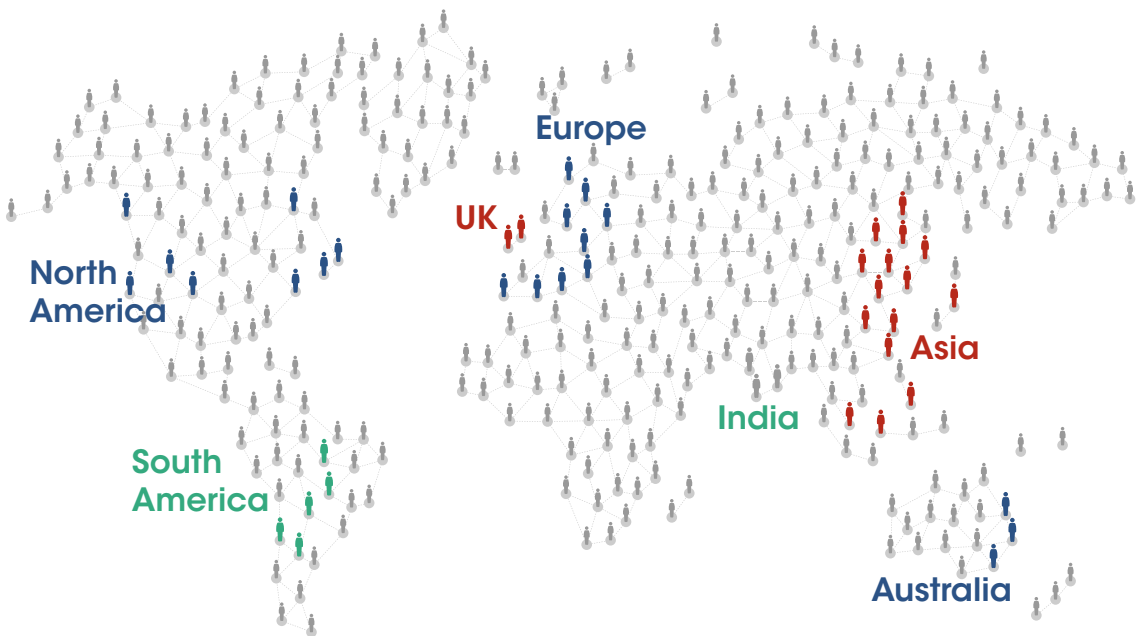 Europe
UK
North
America
Asia
India
South
America
Australia